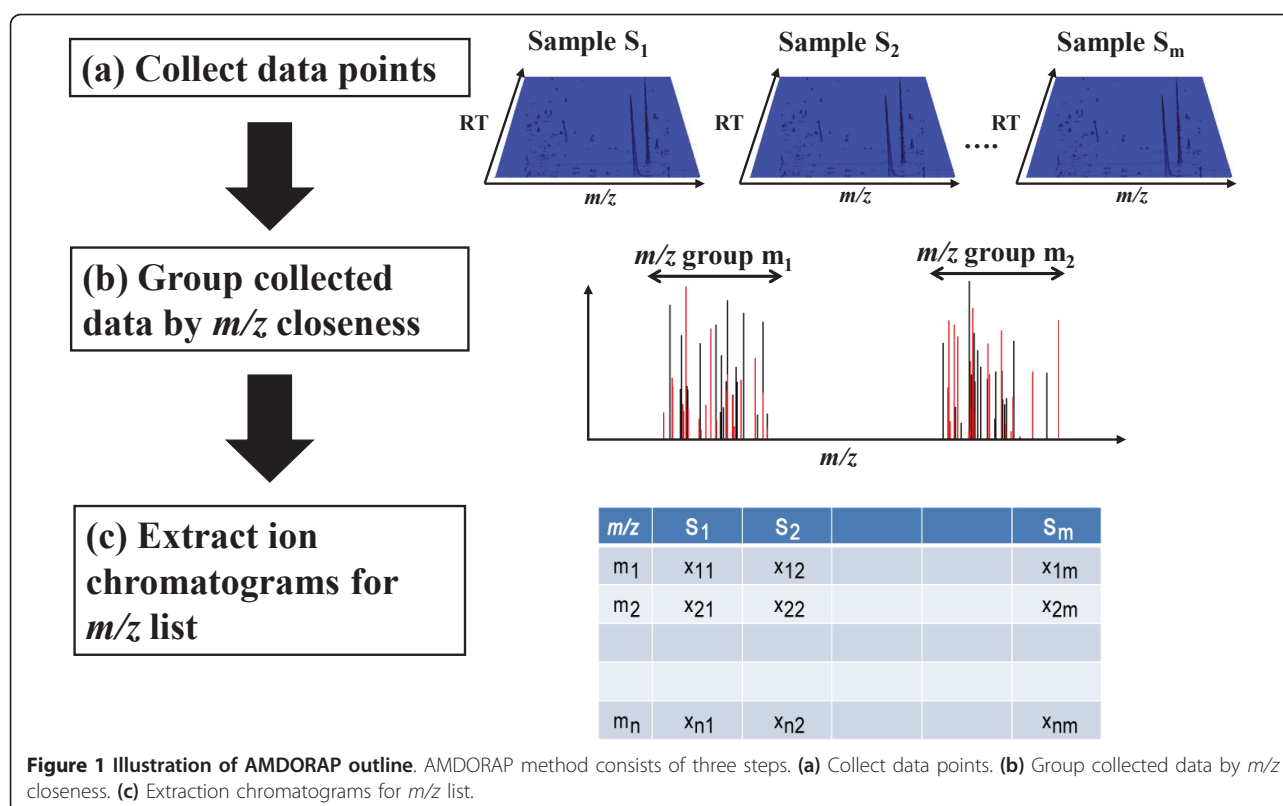 (a) Collect data points
Sample S₁
Sample S₂
Sample Sₘ
RT
RT
....
RT
m/z
m/z
m/z
(b) Group collected
data by m/z closeness
m/z group m₁
m/z group m₂
m/z
(c) Extract ion
chromatograms for
m/z list
m/z S₁ S₂ Sₘ
m₁ x₁₁ x₁₂ x₁ₘ
m₂ x₂₁ x₂₂ x₂ₘ
mₙ xₙ₁ xₙ₂ xₙₘ
Figure 1 Illustration of AMDORAP outline. AMDORAP method consists of three steps. (a) Collect data points. (b) Group collected data by m/z
closeness. (c) Extraction chromatograms for m/z list.